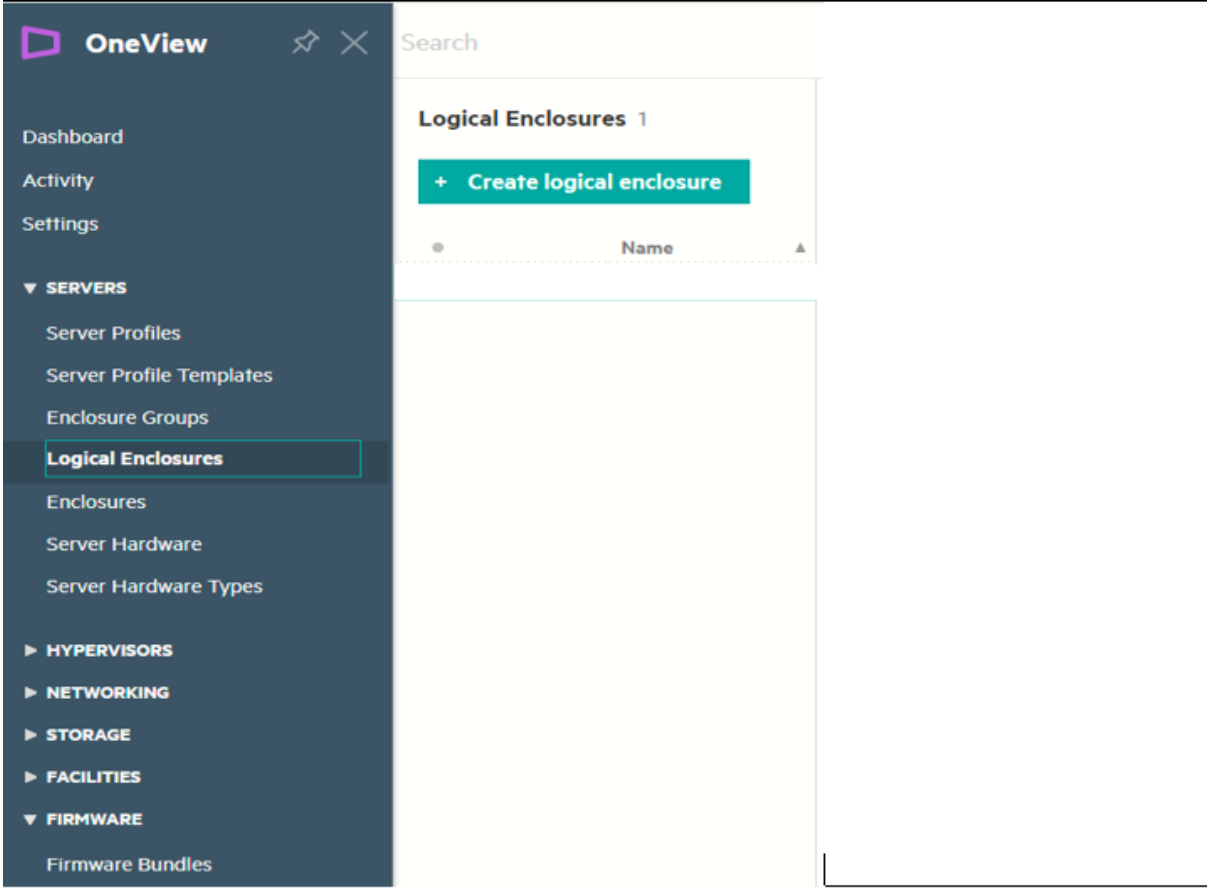 OneView
Dashboard
Activity
Settings
SERVERS
Server Profiles
Server Profile Templates
Enclosure Groups
Logical Enclosures
Enclosures
Server Hardware
Server Hardware Types
HYPERVISORS
NETWORKING
STORAGE
FACILITIES
FIRMWARE
Firmware Bundles
Search
Logical Enclosures 1
+ Create logical enclosure
Name